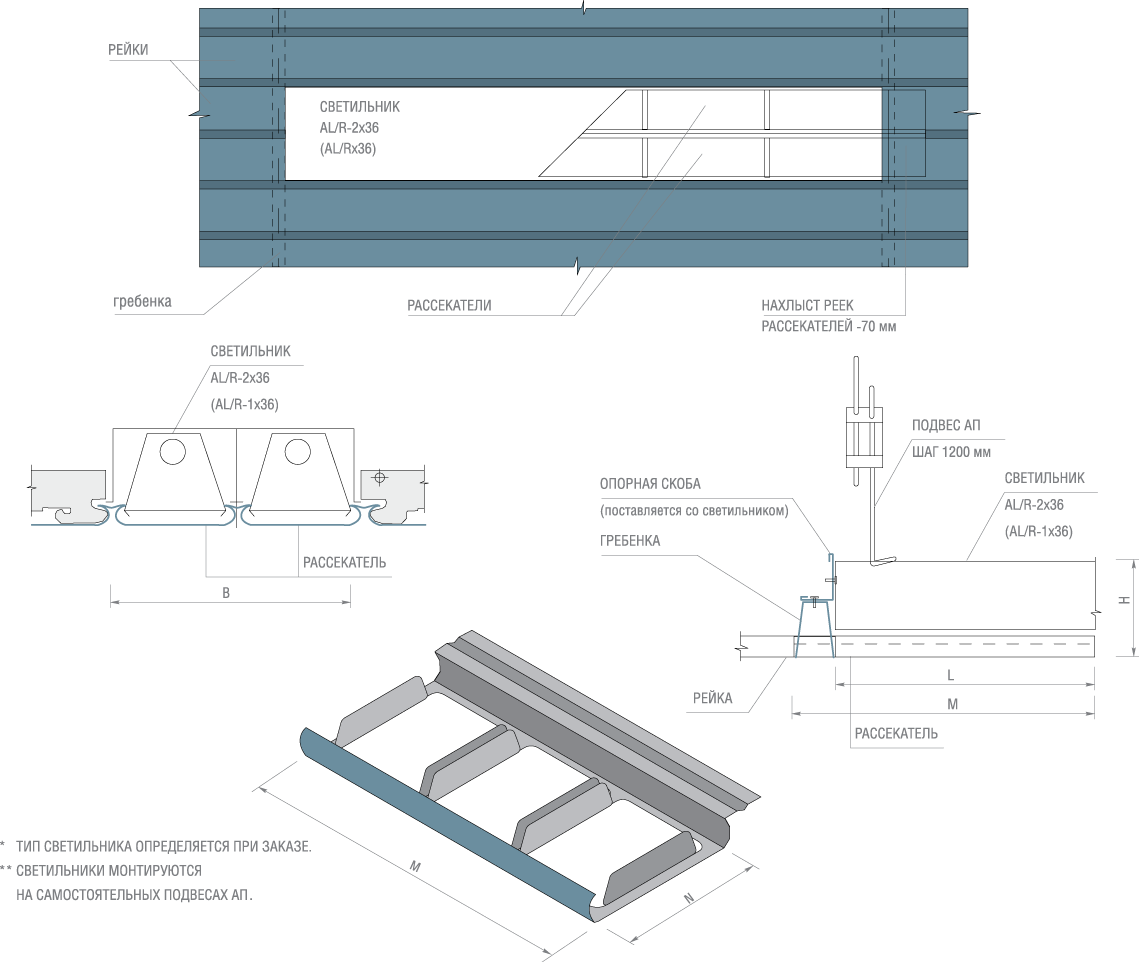 РЕЙКИ
СВЕТИЛЬНИК
AL/R-2x36
(AL/Rx36)
гребенка
РАССЕКАТЕЛИ
НАХЛЫСТ РЕЕК
РАССЕКАТЕЛЕЙ -70 мм
СВЕТИЛЬНИК
AL/R-2x36
(AL/R-1x36)
РАССЕКАТЕЛЬ
B
ПОДВЕС АП
ШАГ 1200 мм
ОПОРНАЯ СКОБА
(поставляется со светильником)
ГРЕБЕНКА
СВЕТИЛЬНИК
AL/R-2x36
(AL/R-1x36)
H
L
M
РЕЙКА
РАССЕКАТЕЛЬ
M
N
* ТИП СВЕТИЛЬНИКА ОПРЕДЕЛЯЕТСЯ ПРИ ЗАКАЗЕ.
** СВЕТИЛЬНИКИ МОНТИРУЮТСЯ
НА САМОСТОЯТЕЛЬНЫХ ПОДВЕСАХ АП.